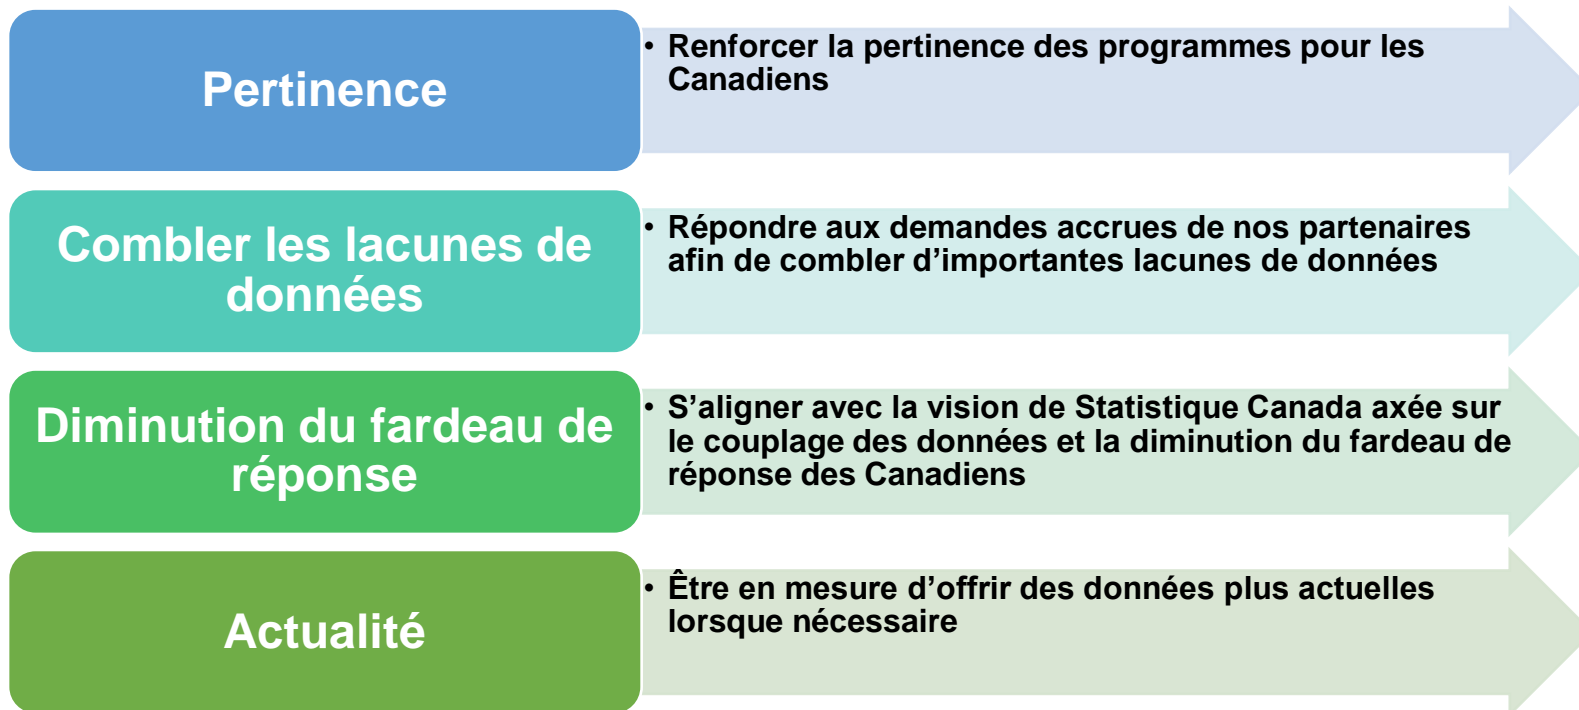 Pertinence
• Renforcer la pertinence des programmes pour les
Canadiens
Combler les lacunes de
données
• Répondre aux demandes accrues de nos partenaires
afin de combler d’importantes lacunes de données
Diminution du fardeau de
réponse
• S’aligner avec la vision de Statistique Canada axée sur
le couplage des données et la diminution du fardeau de
réponse des Canadiens
Actualité
• Être en mesure d’offrir des données plus actuelles
lorsque nécessaire